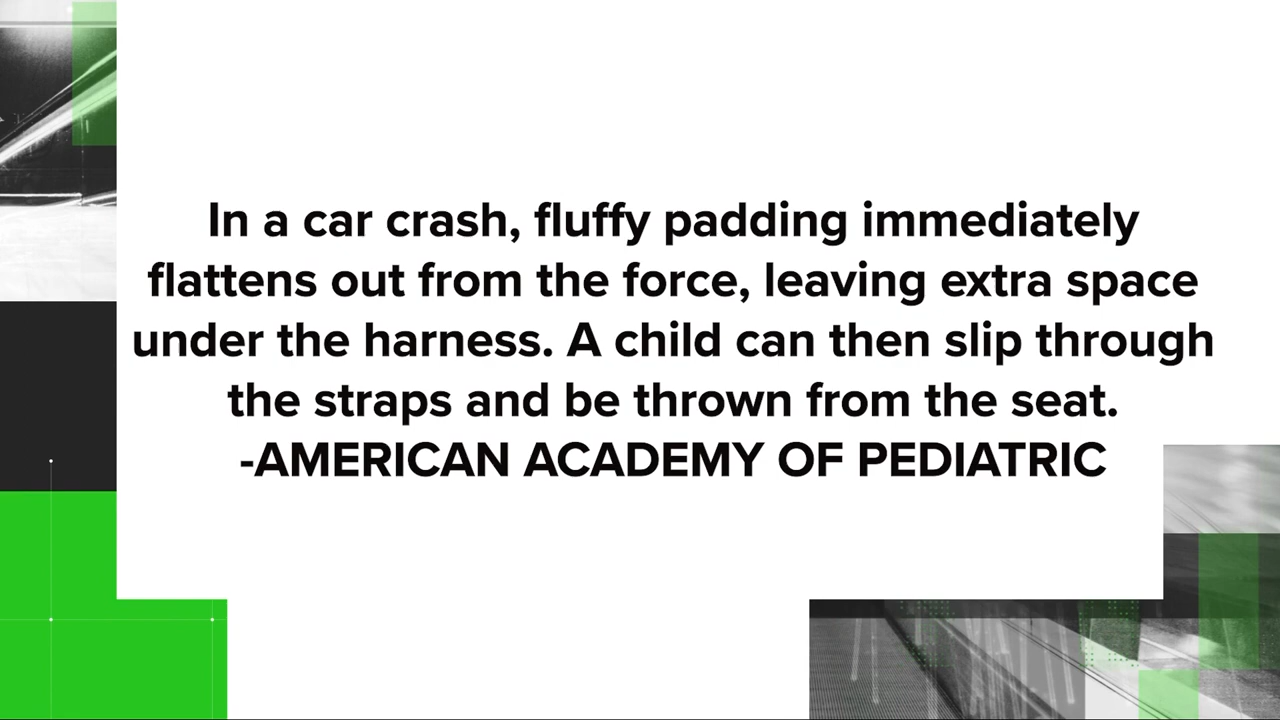 In a car crash, fluffy padding immediately
flattens out from the force, leaving extra space
under the harness. A child can then slip through
the straps and be thrown from the seat.
-AMERICAN ACADEMY OF PEDIATRIC